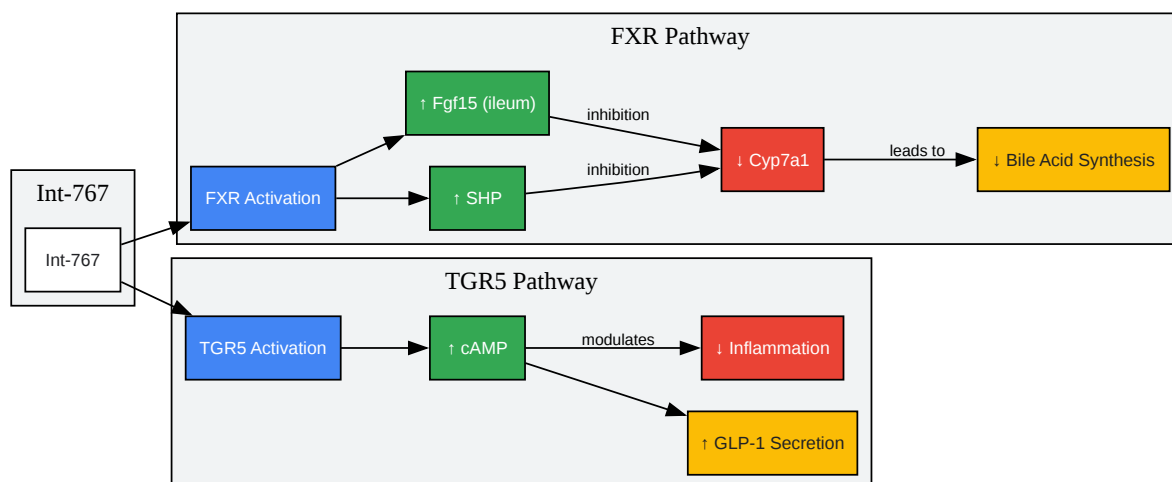 FXR Pathway
↑ Fgf15 (ileum)
inhibition
↓ Cyp7a1
leads to
↓ Bile Acid Synthesis
inhibition
FXR Activation
↑ SHP
Int-767
Int-767
TGR5 Pathway
TGR5 Activation
↑ cAMP
modulates
↓ Inflammation
↑ GLP-1 Secretion